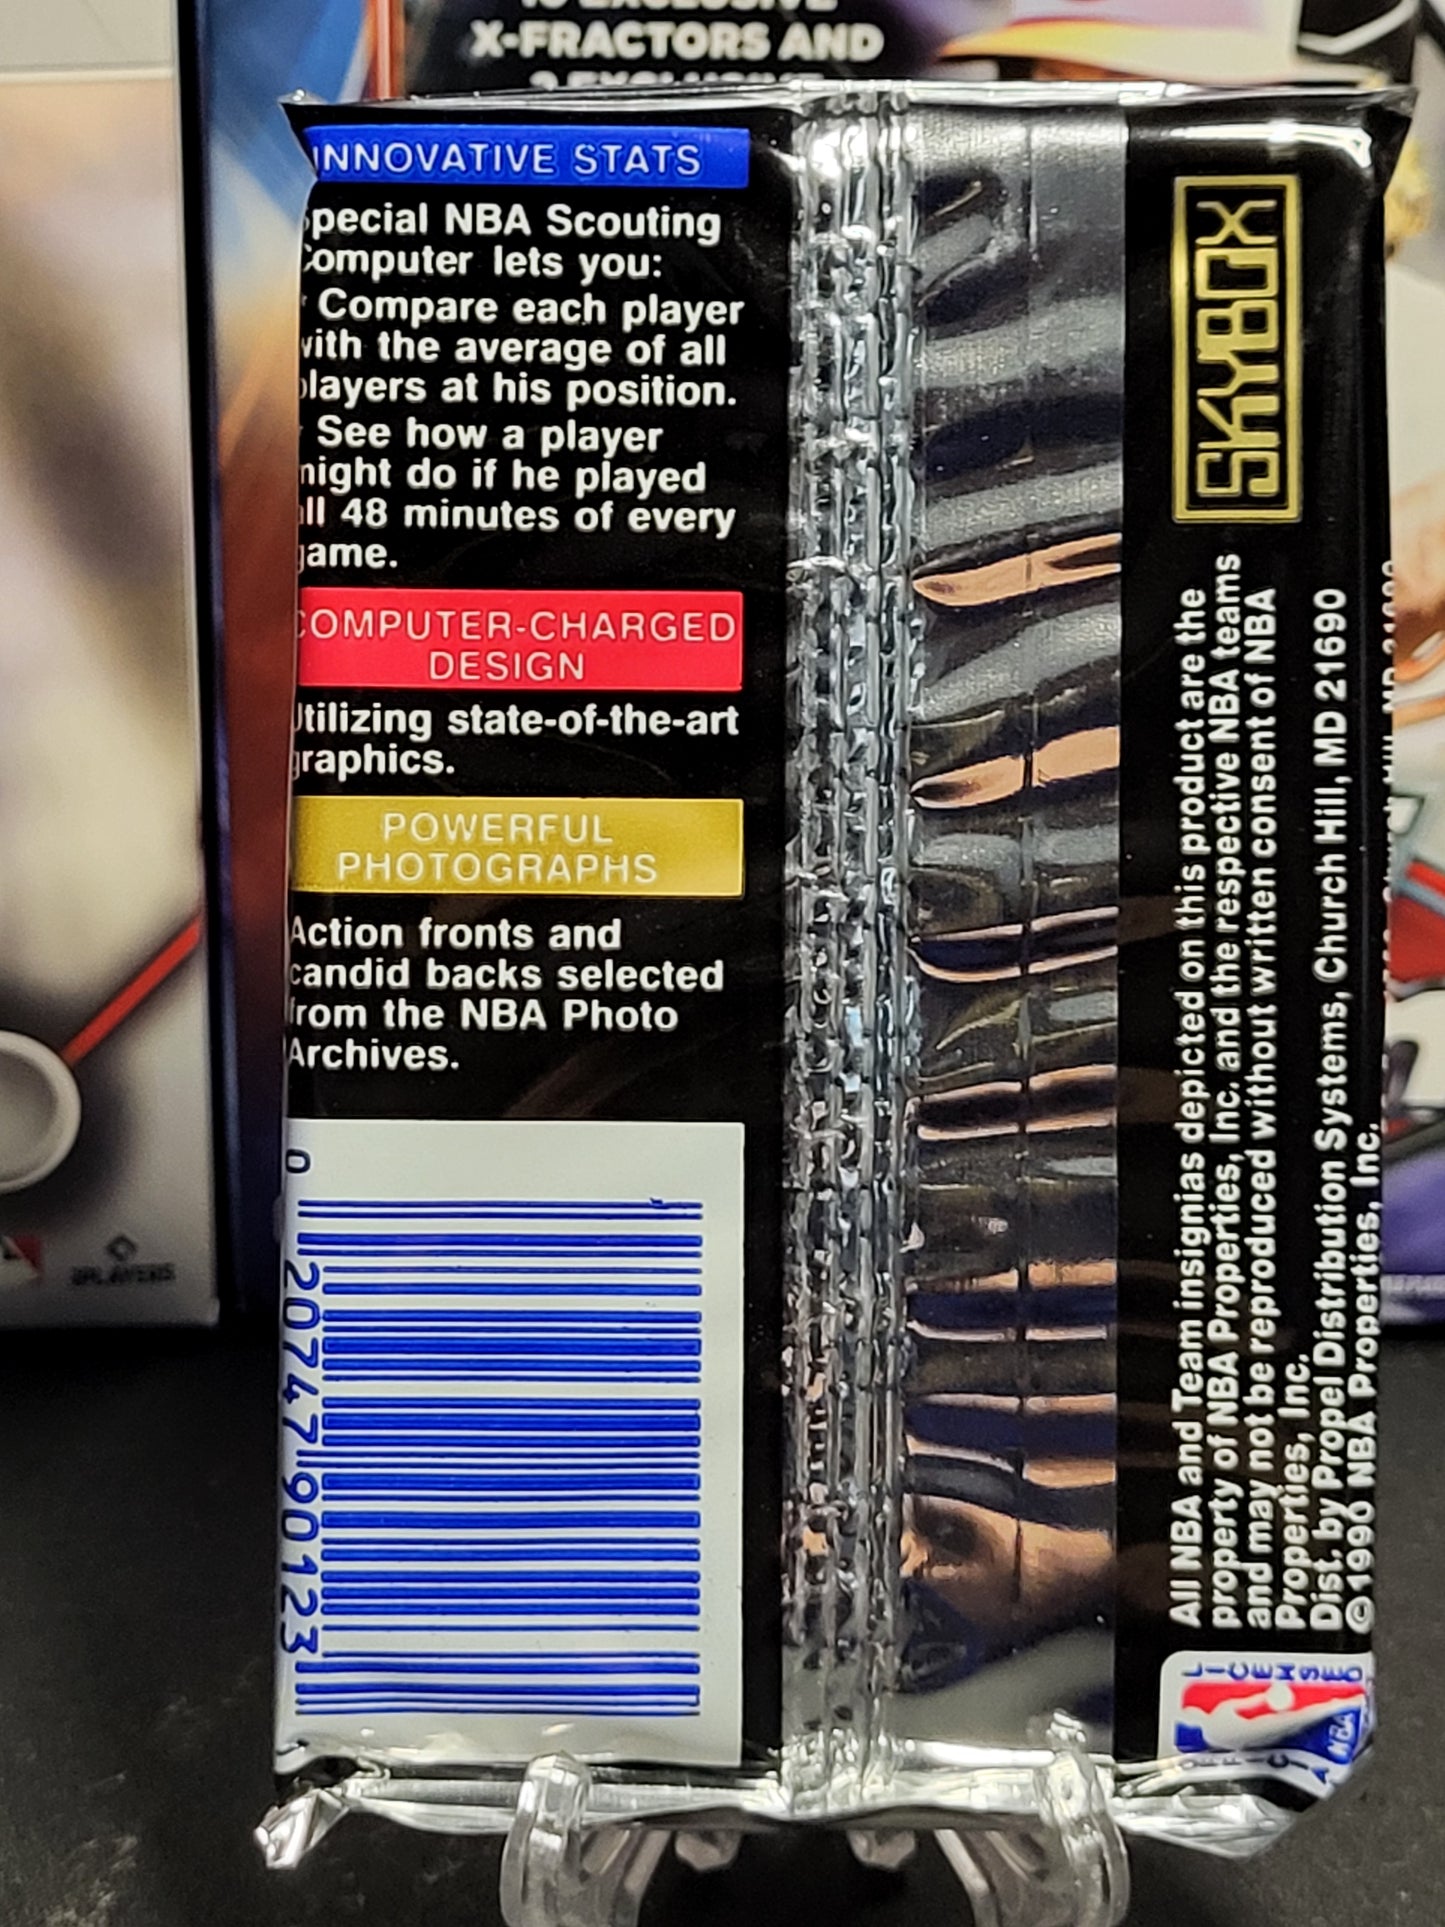 X-FRACTORS AND
INNOVATIVE STATS
Special NBA Scouting
Computer lets you:
Compare each player
with the average of all
players at his position.
See how a player
might do if he played
all 48 minutes of every
game.
COMPUTER-CHARGED
DESIGN
Utilizing state-of-the-art
graphics.
POWERFUL
PHOTOGRAPHS
Action fronts and
candid backs selected
from the NBA Photo
Archives.
0 20747 90123
SKYBOX
All NBA and Team insignias depicted on this product are the
property of NBA Properties, Inc. and the respective NBA teams
and may not be reproduced without written consent of NBA
Properties, Inc.
Dist. by Propel Distribution Systems, Church Hill, MD 21690
©1990 NBA Properties, Inc.
OFFICIAL
LICENSED
NBA